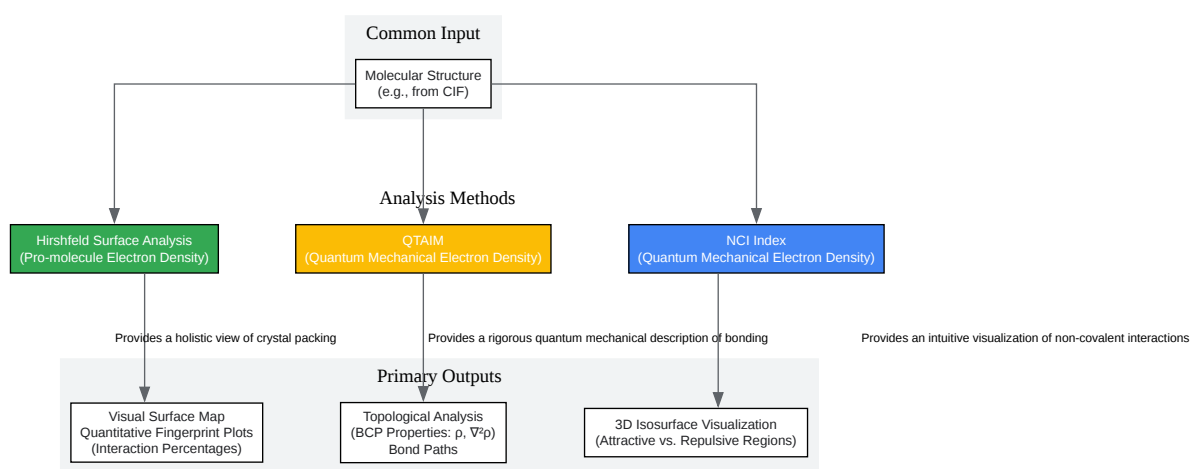 Common Input
Molecular Structure
(e.g., from CIF)
Analysis Methods
Hirshfeld Surface Analysis
(Pro-molecule Electron Density)
QTAIM
(Quantum Mechanical Electron Density)
NCI Index
(Quantum Mechanical Electron Density)
Provides a holistic view of crystal packing
Provides a rigorous quantum mechanical description of bonding
Provides an intuitive visualization of non-covalent interactions
Primary Outputs
Visual Surface Map
Quantitative Fingerprint Plots
(Interaction Percentages)
Topological Analysis
(BCP Properties: ρ, ∇²ρ)
Bond Paths
3D Isosurface Visualization
(Attractive vs. Repulsive Regions)